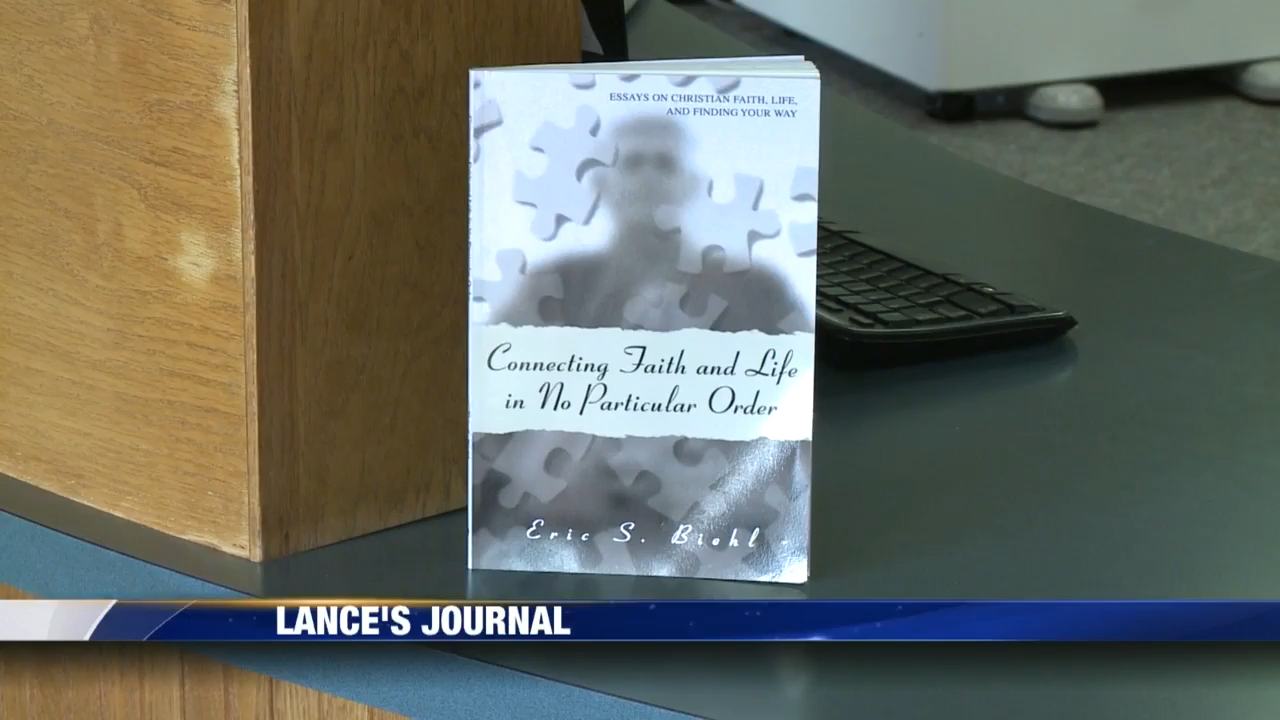 ESSAYS ON CHRISTIAN FAITH, LIFE,
AND FINDING YOUR WAY
Connecting Faith and Life
in No Particular Order
Eric S. Biehl
LANCE'S JOURNAL